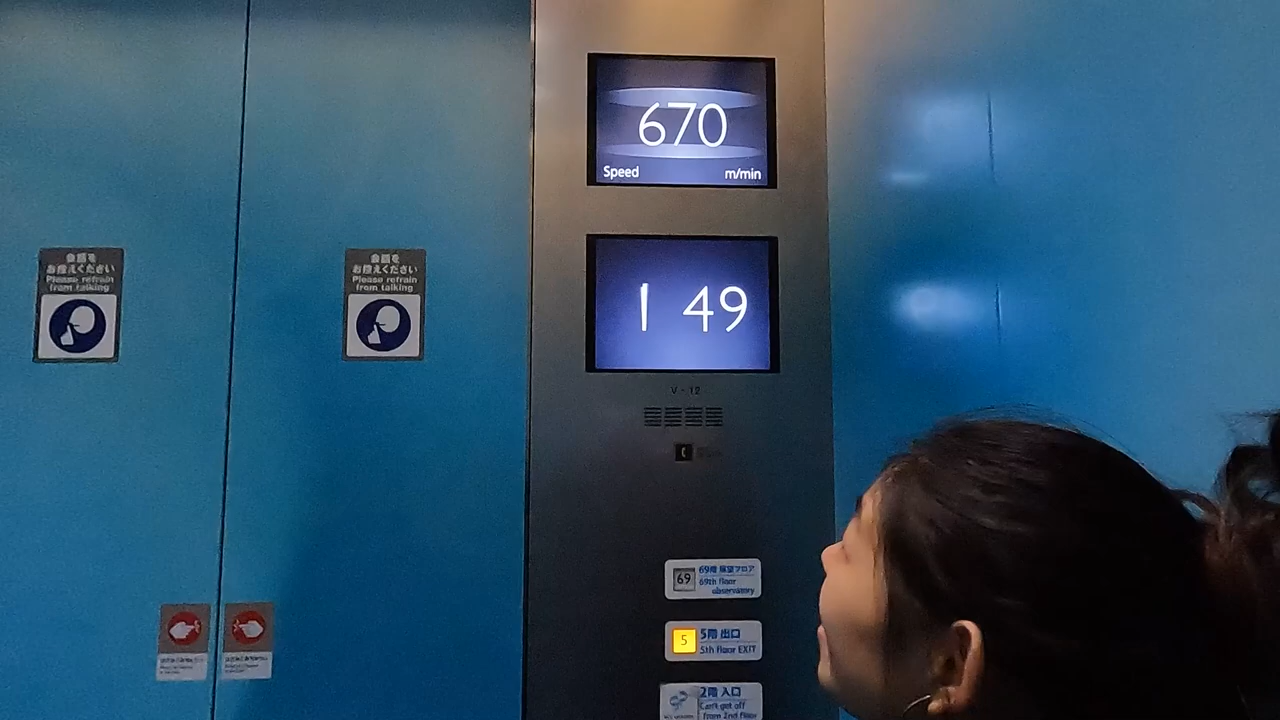 670
Speed m/min
会話を
お控えください
Please refrain
from talking
会話を
お控えください
Please refrain
from talking
1 49
V - 12
69
69階 展望フロア
69th floor
observatory
5
5階 出口
5th floor EXIT
2階 入口
Can't get off
from 2nd floor